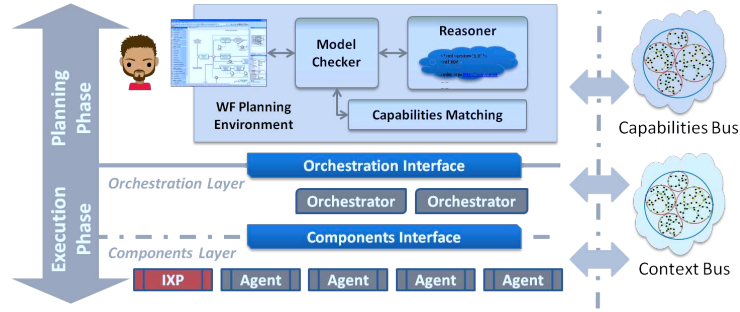 Planning
Phase
Model
Checker
Reasoner
WF Planning
Environment
Capabilities Matching
Capabilities Bus
Orchestration Interface
Orchestration Layer
Orchestrator
Orchestrator
Execution
Phase
Components Interface
Components Layer
IXP
Agent
Agent
Agent
Agent
Context Bus